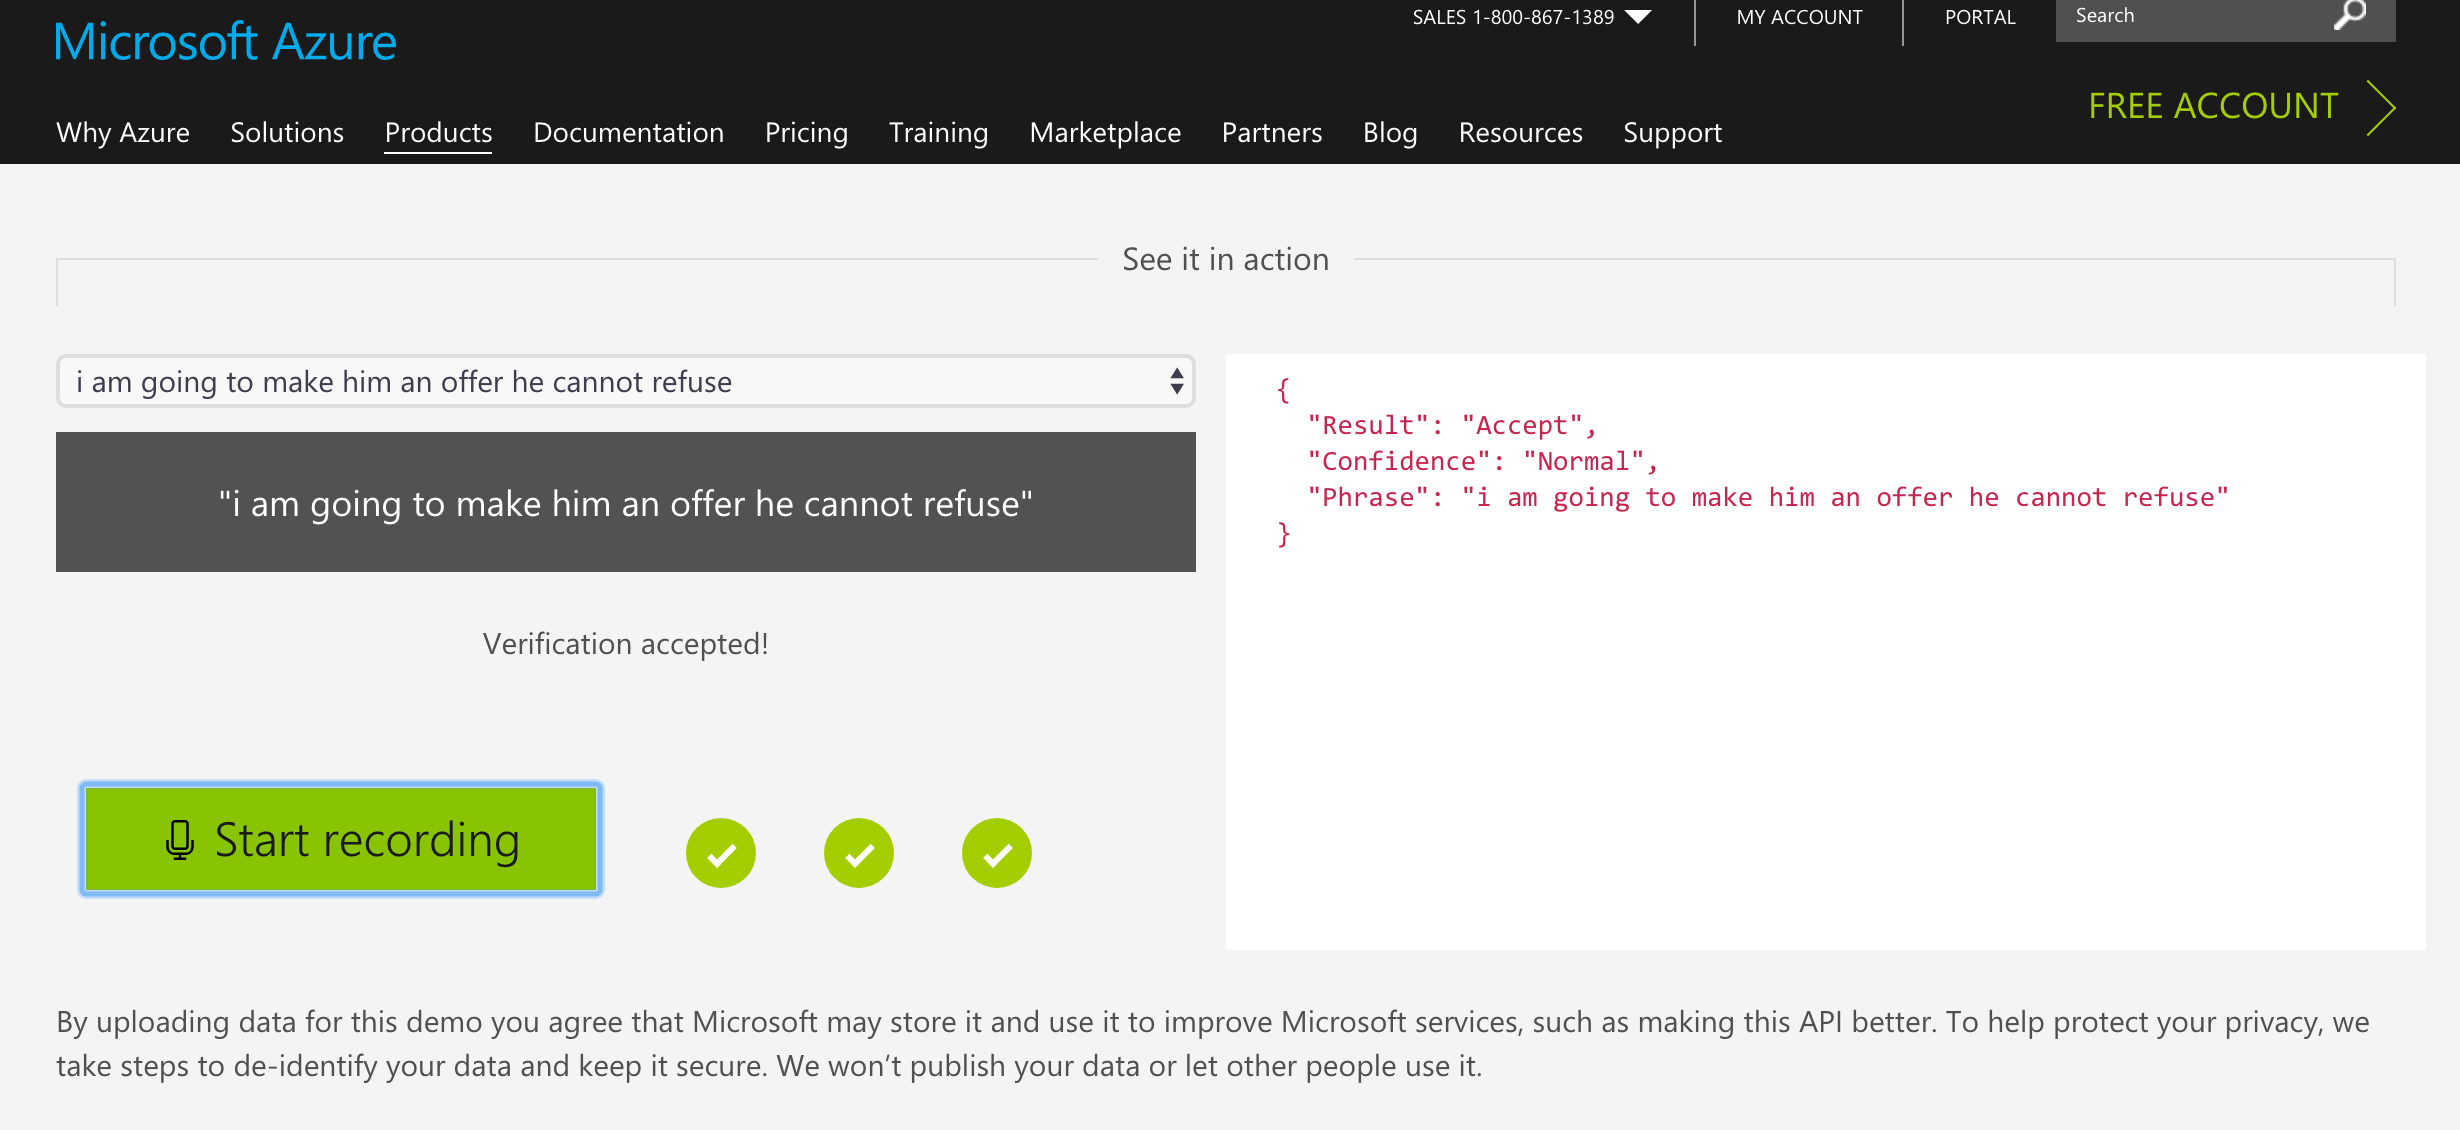 Microsoft Azure
SALES 1-800-867-1389
MY ACCOUNT
PORTAL
Search
FREE ACCOUNT
Why Azure Solutions Products Documentation Pricing Training Marketplace Partners Blog Resources Support
See it in action
i am going to make him an offer he cannot refuse
"i am going to make him an offer he cannot refuse"
Verification accepted!
Start recording
{
"Result": "Accept",
"Confidence": "Normal",
"Phrase": "i am going to make him an offer he cannot refuse"
}
By uploading data for this demo you agree that Microsoft may store it and use it to improve Microsoft services, such as making this API better. To help protect your privacy, we
take steps to de-identify your data and keep it secure. We won’t publish your data or let other people use it.